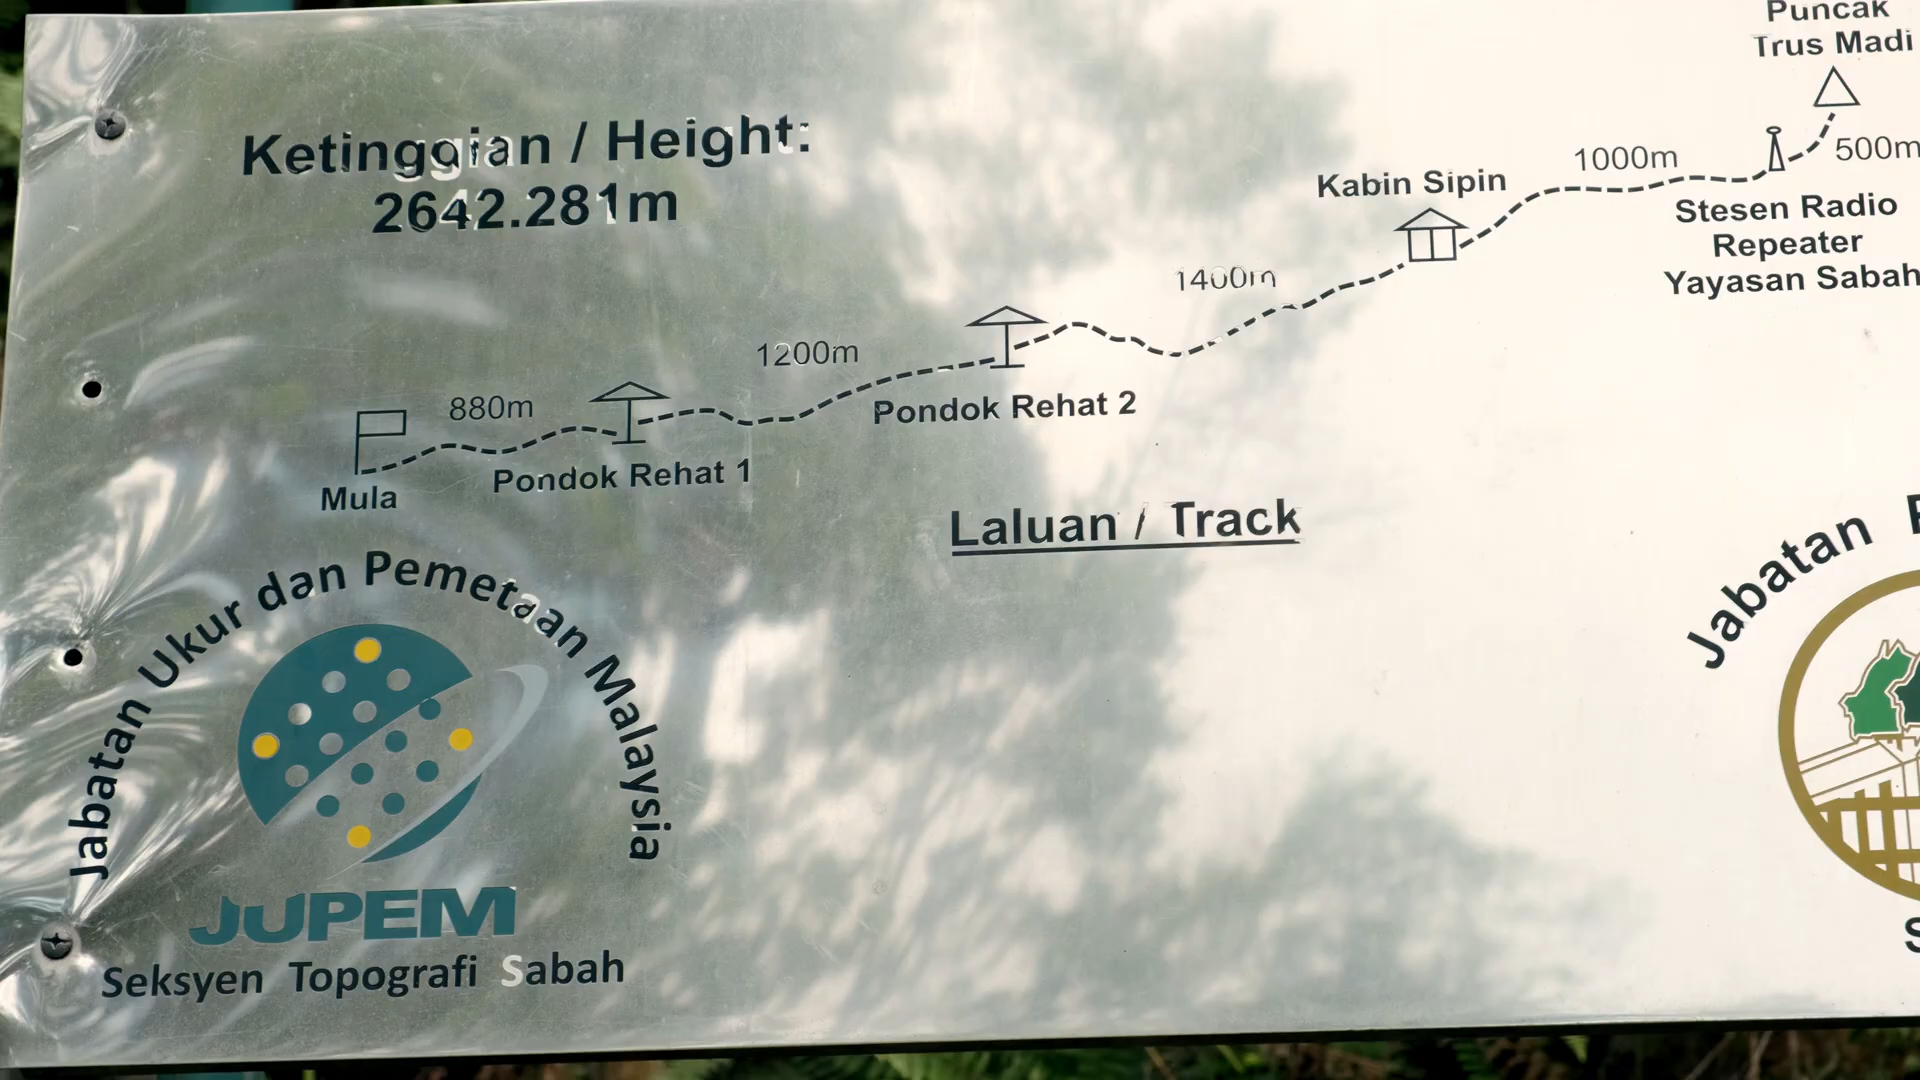 Puncak
Trus Madi
Ketinggian / Height:
2642.281m
500m
1000m
Kabin Sipin
Stesen Radio
Repeater
Yayasan Sabah
1400m
1200m
Pondok Rehat 2
880m
Pondok Rehat 1
Mula
Laluan / Track
Jabatan Ukur dan Pemetaan Malaysia
JUPEM
Seksyen Topografi Sabah
Jabatan